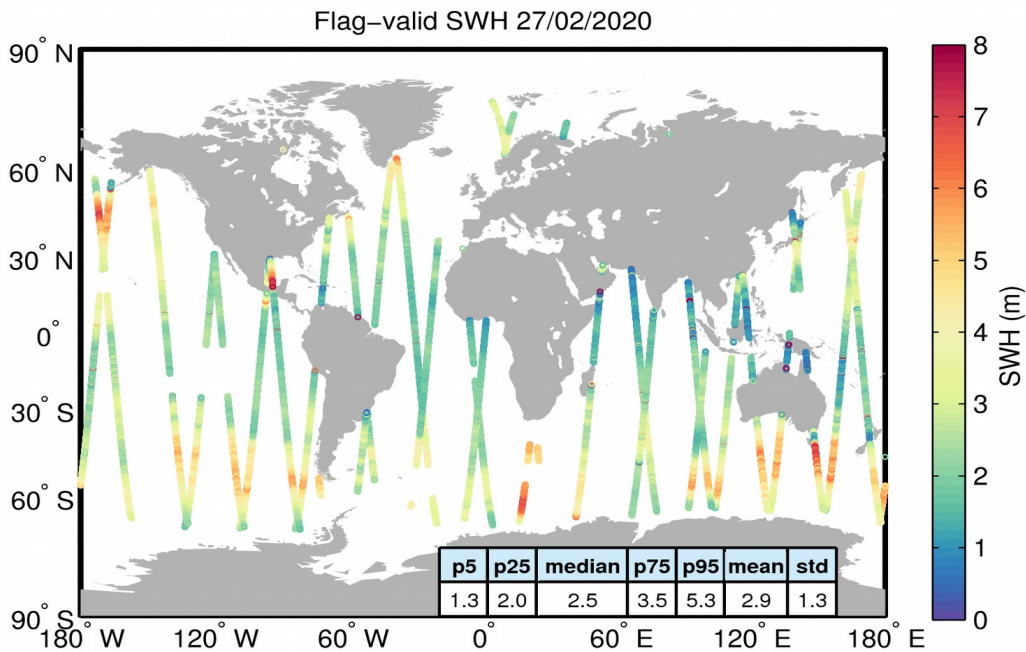 Flag−valid SWH 27/02/2020
90° N
60° N
30° N
0°
30° S
60° S
90° S
180° W
120° W
60° W
0°
60° E
120° E
180° E
8
7
6
5
4
3
2
1
0
SWH (m)
p5 p25 median p75 p95 mean std
1.3 2.0 2.5 3.5 5.3 2.9 1.3